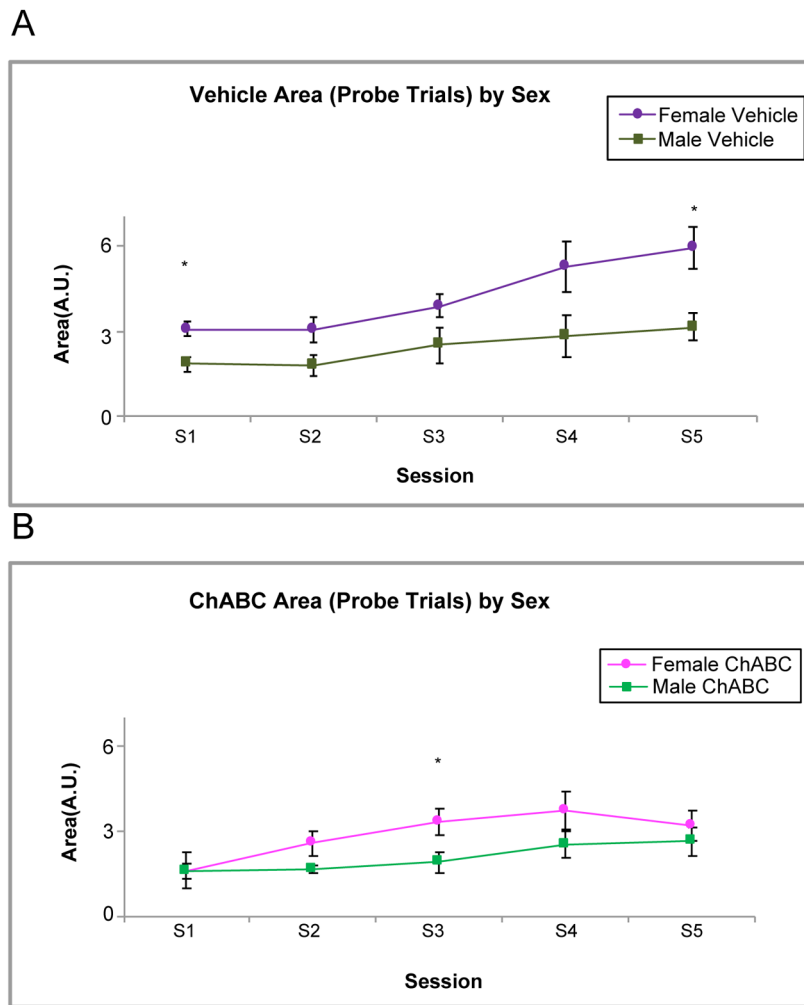 A
Vehicle Area (Probe Trials) by Sex
Female Vehicle
Male Vehicle
*
*
6
3
0
Area(A.U.)
S1 S2 S3 S4 S5
Session
B
ChABC Area (Probe Trials) by Sex
Female ChABC
Male ChABC
*
6
3
0
Area(A.U.)
S1 S2 S3 S4 S5
Session